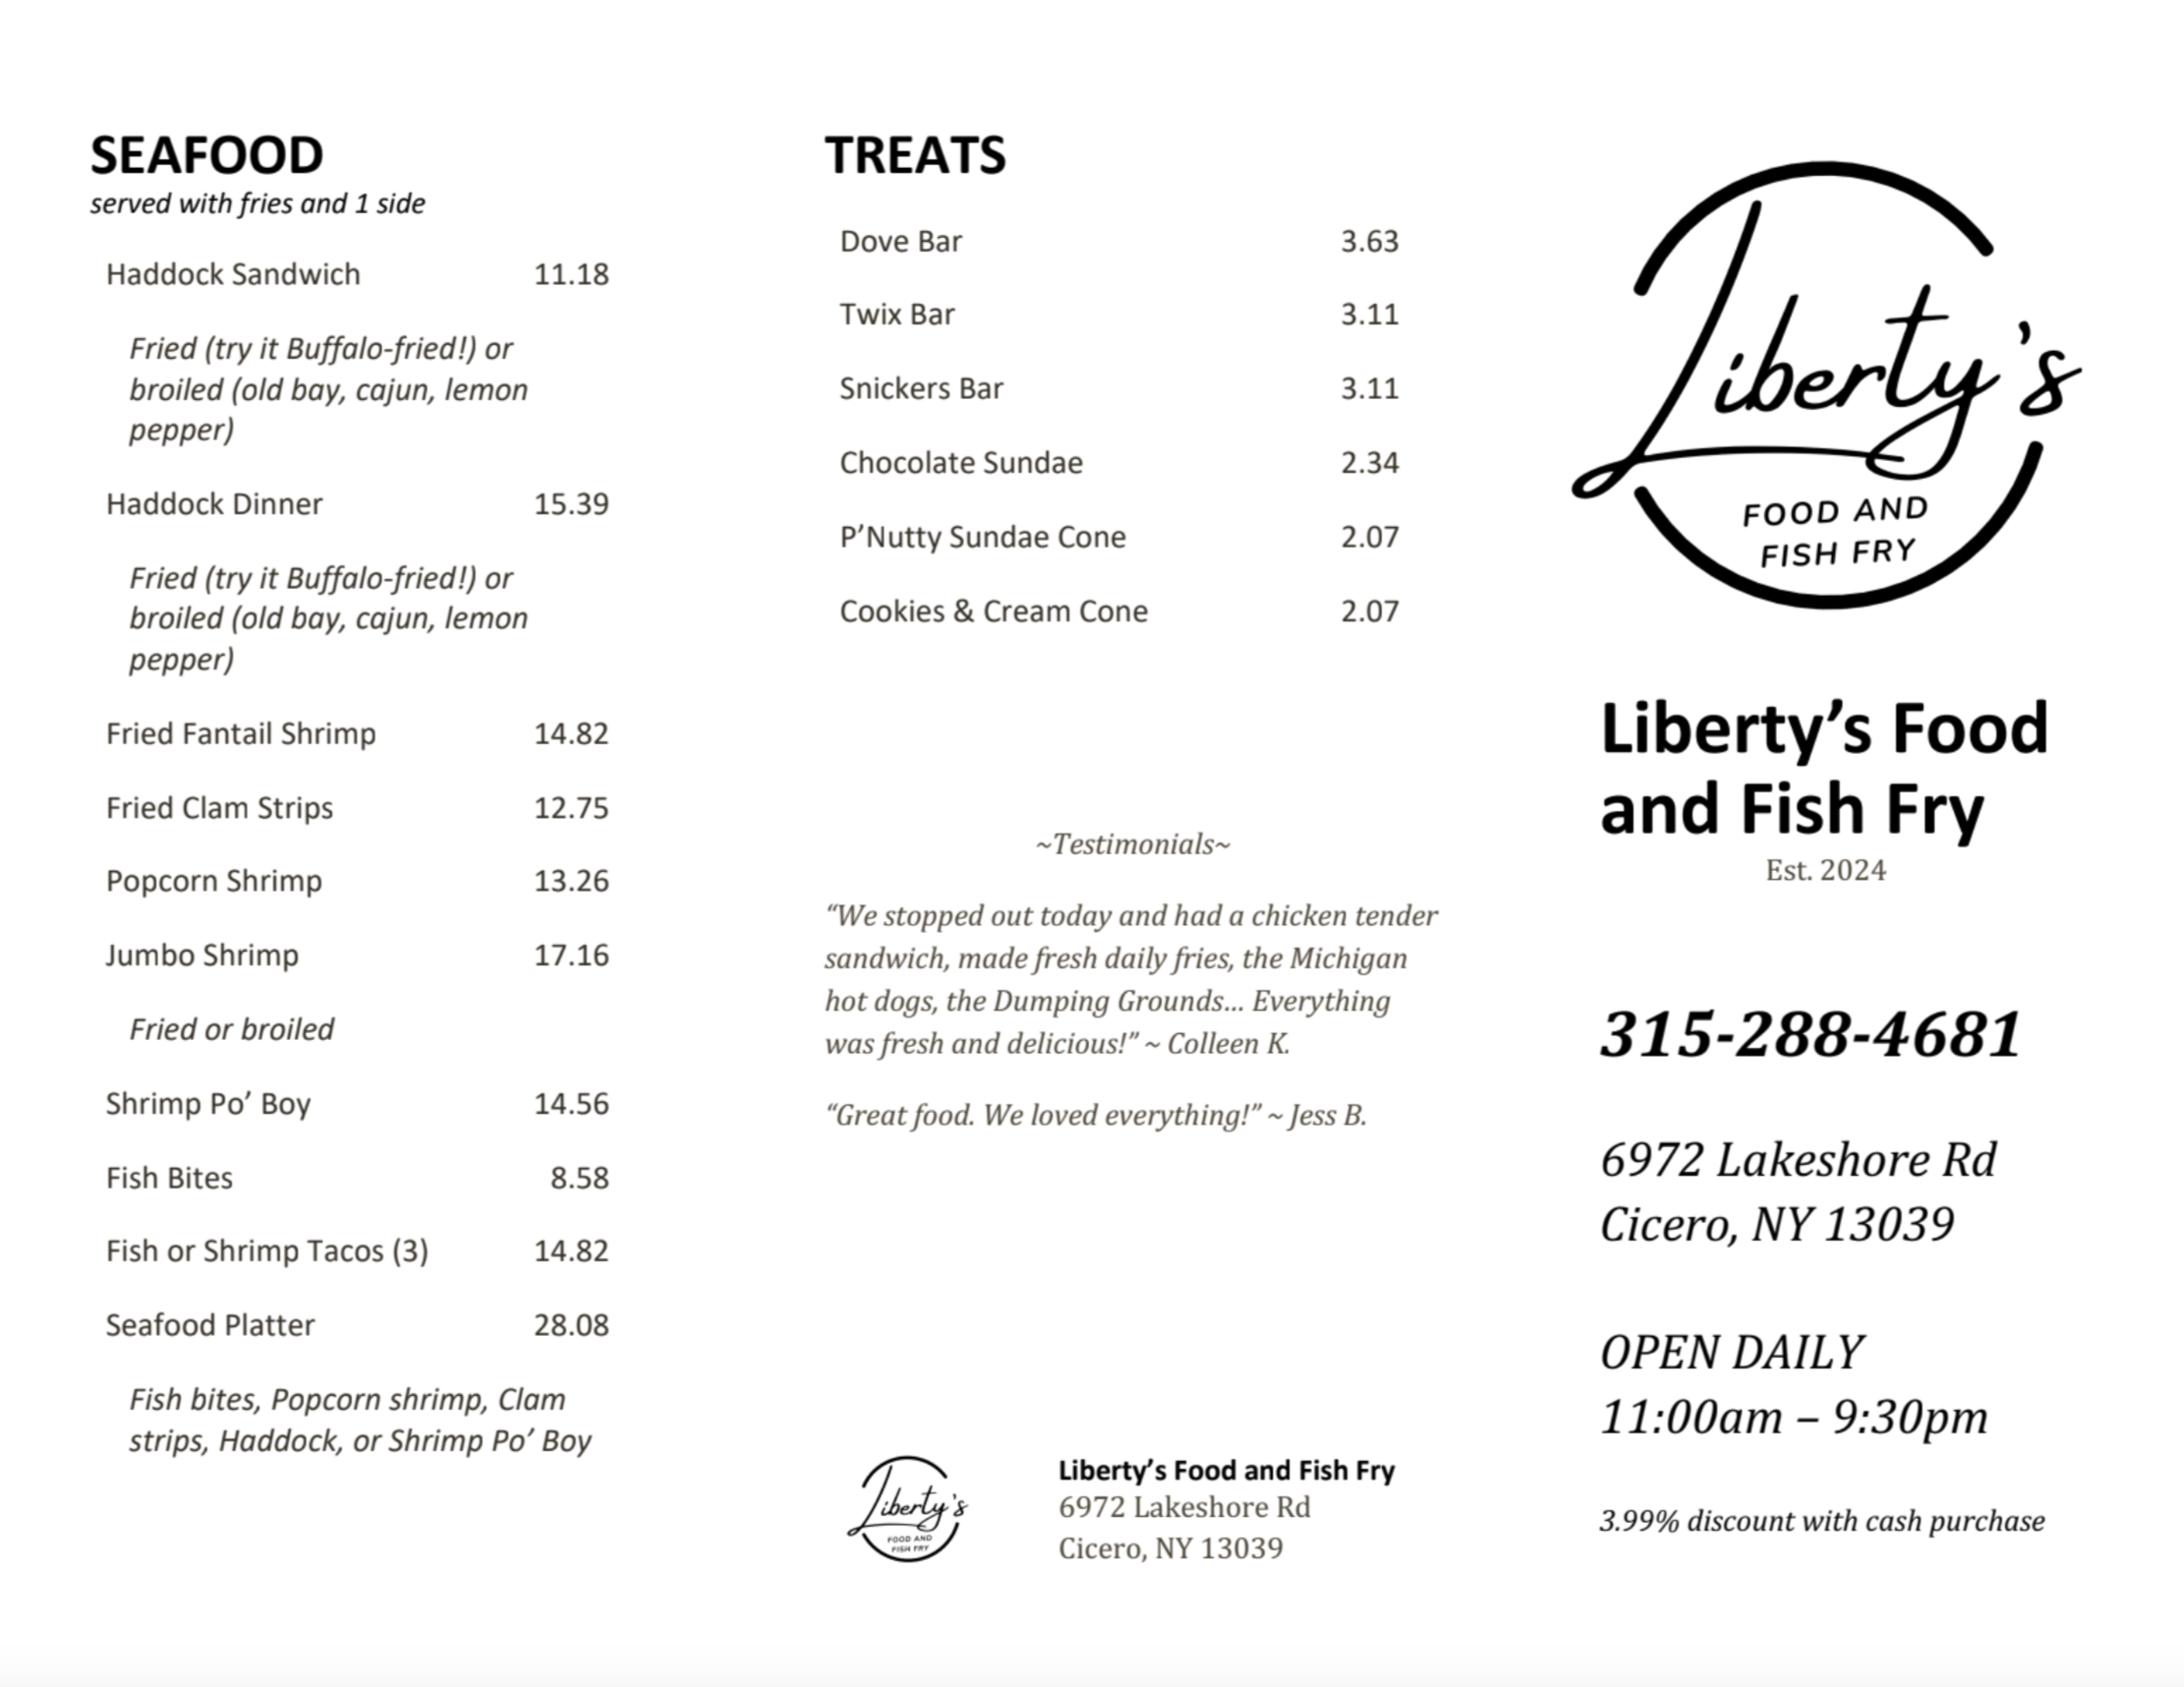 SEAFOOD
served with fries and 1 side
Haddock Sandwich 11.18
Fried (try it Buffalo-fried!) or
broiled (old bay, cajun, lemon
pepper)
Haddock Dinner 15.39
Fried (try it Buffalo-fried!) or
broiled (old bay, cajun, lemon
pepper)
Fried Fantail Shrimp 14.82
Fried Clam Strips 12.75
Popcorn Shrimp 13.26
Jumbo Shrimp 17.16
Fried or broiled
Shrimp Po’ Boy 14.56
Fish Bites 8.58
Fish or Shrimp Tacos (3) 14.82
Seafood Platter 28.08
Fish bites, Popcorn shrimp, Clam
strips, Haddock, or Shrimp Po’ Boy
TREATS
Dove Bar 3.63
Twix Bar 3.11
Snickers Bar 3.11
Chocolate Sundae 2.34
P’Nutty Sundae Cone 2.07
Cookies & Cream Cone 2.07
~Testimonials~
“We stopped out today and had a chicken tender
sandwich, made fresh daily fries, the Michigan
hot dogs, the Dumping Grounds... Everything
was fresh and delicious!” ~ Colleen K.
“Great food. We loved everything!” ~ Jess B.
Liberty’s
FOOD AND
FISH FRY
Liberty’s Food and Fish Fry
6972 Lakeshore Rd
Cicero, NY 13039
Liberty’s
FOOD AND
FISH FRY
Liberty’s Food
and Fish Fry
Est. 2024
315-288-4681
6972 Lakeshore Rd
Cicero, NY 13039
OPEN DAILY
11:00am – 9:30pm
3.99% discount with cash purchase